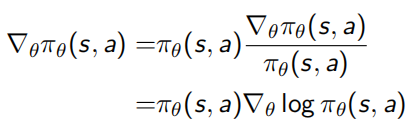 ∇θπθ(s, a) = πθ(s, a) ∇θπθ(s, a) / πθ(s, a)
= πθ(s, a)∇θ log πθ(s, a)